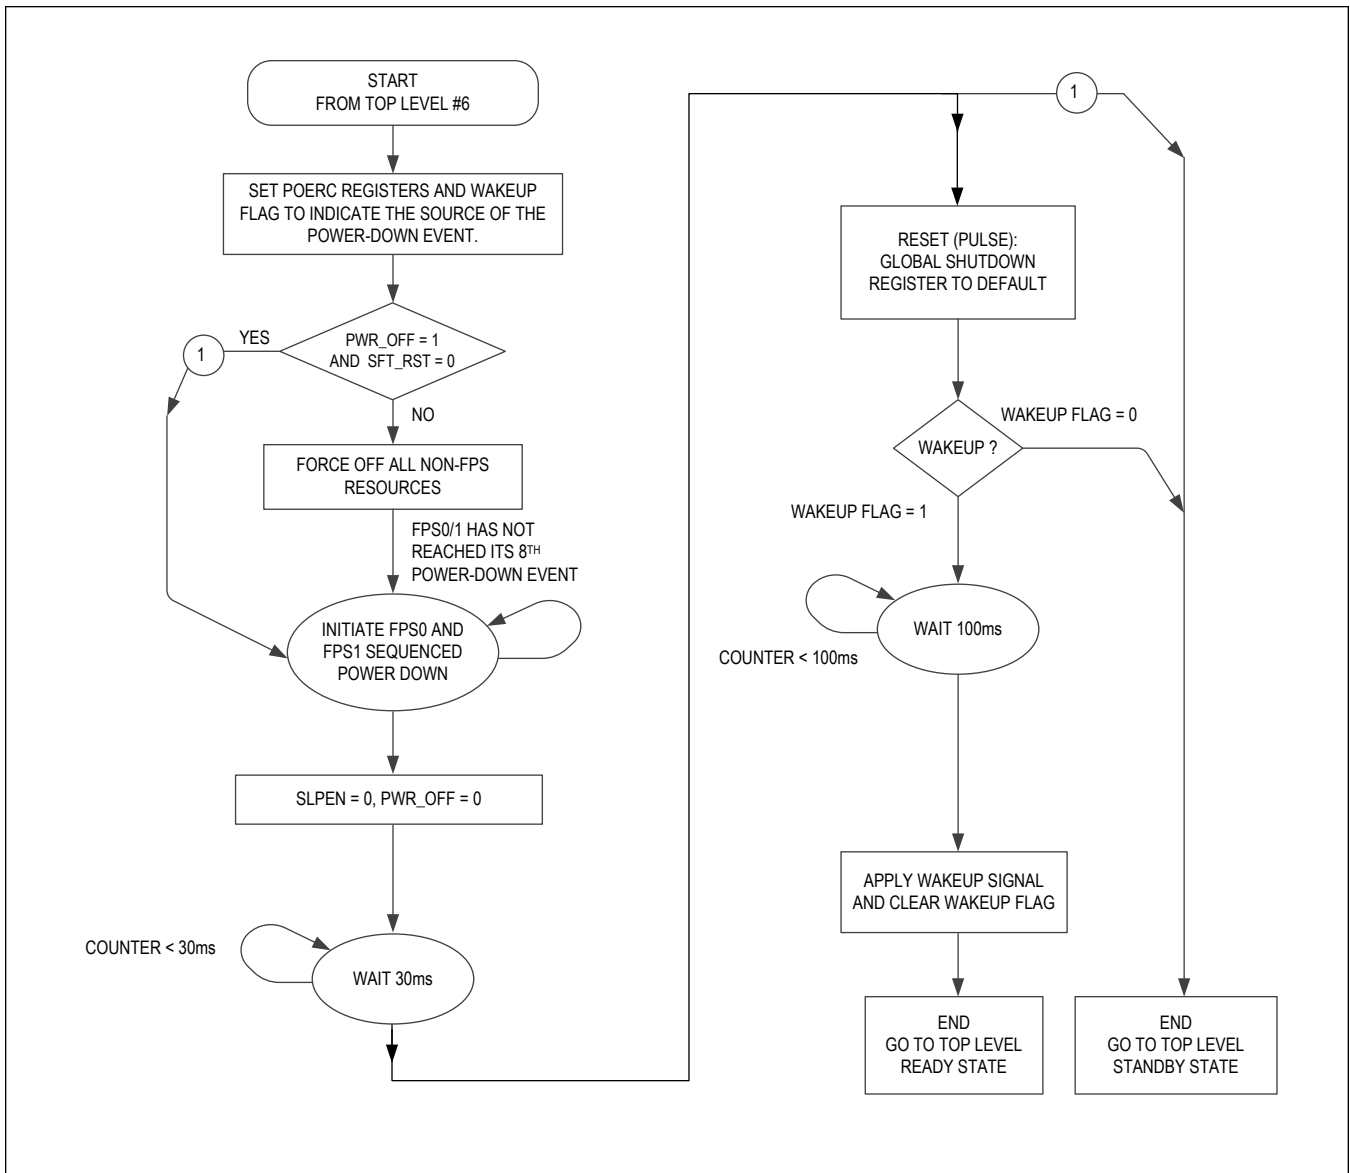 START
FROM TOP LEVEL #6
SET POERC REGISTERS AND WAKEUP
FLAG TO INDICATE THE SOURCE OF THE
POWER-DOWN EVENT.
1
YES
PWR_OFF = 1
AND SFT_RST = 0
NO
FORCE OFF ALL NON-FPS
RESOURCES
FPS0/1 HAS NOT
REACHED ITS 8TH
POWER-DOWN EVENT
INITIATE FPS0 AND
FPS1 SEQUENCED
POWER DOWN
SLPEN = 0, PWR_OFF = 0
COUNTER < 30ms
WAIT 30ms
1
RESET (PULSE):
GLOBAL SHUTDOWN
REGISTER TO DEFAULT
WAKEUP FLAG = 0
WAKEUP ?
WAKEUP FLAG = 1
WAIT 100ms
COUNTER < 100ms
APPLY WAKEUP SIGNAL
AND CLEAR WAKEUP FLAG
END
GO TO TOP LEVEL
READY STATE
END
GO TO TOP LEVEL
STANDBY STATE